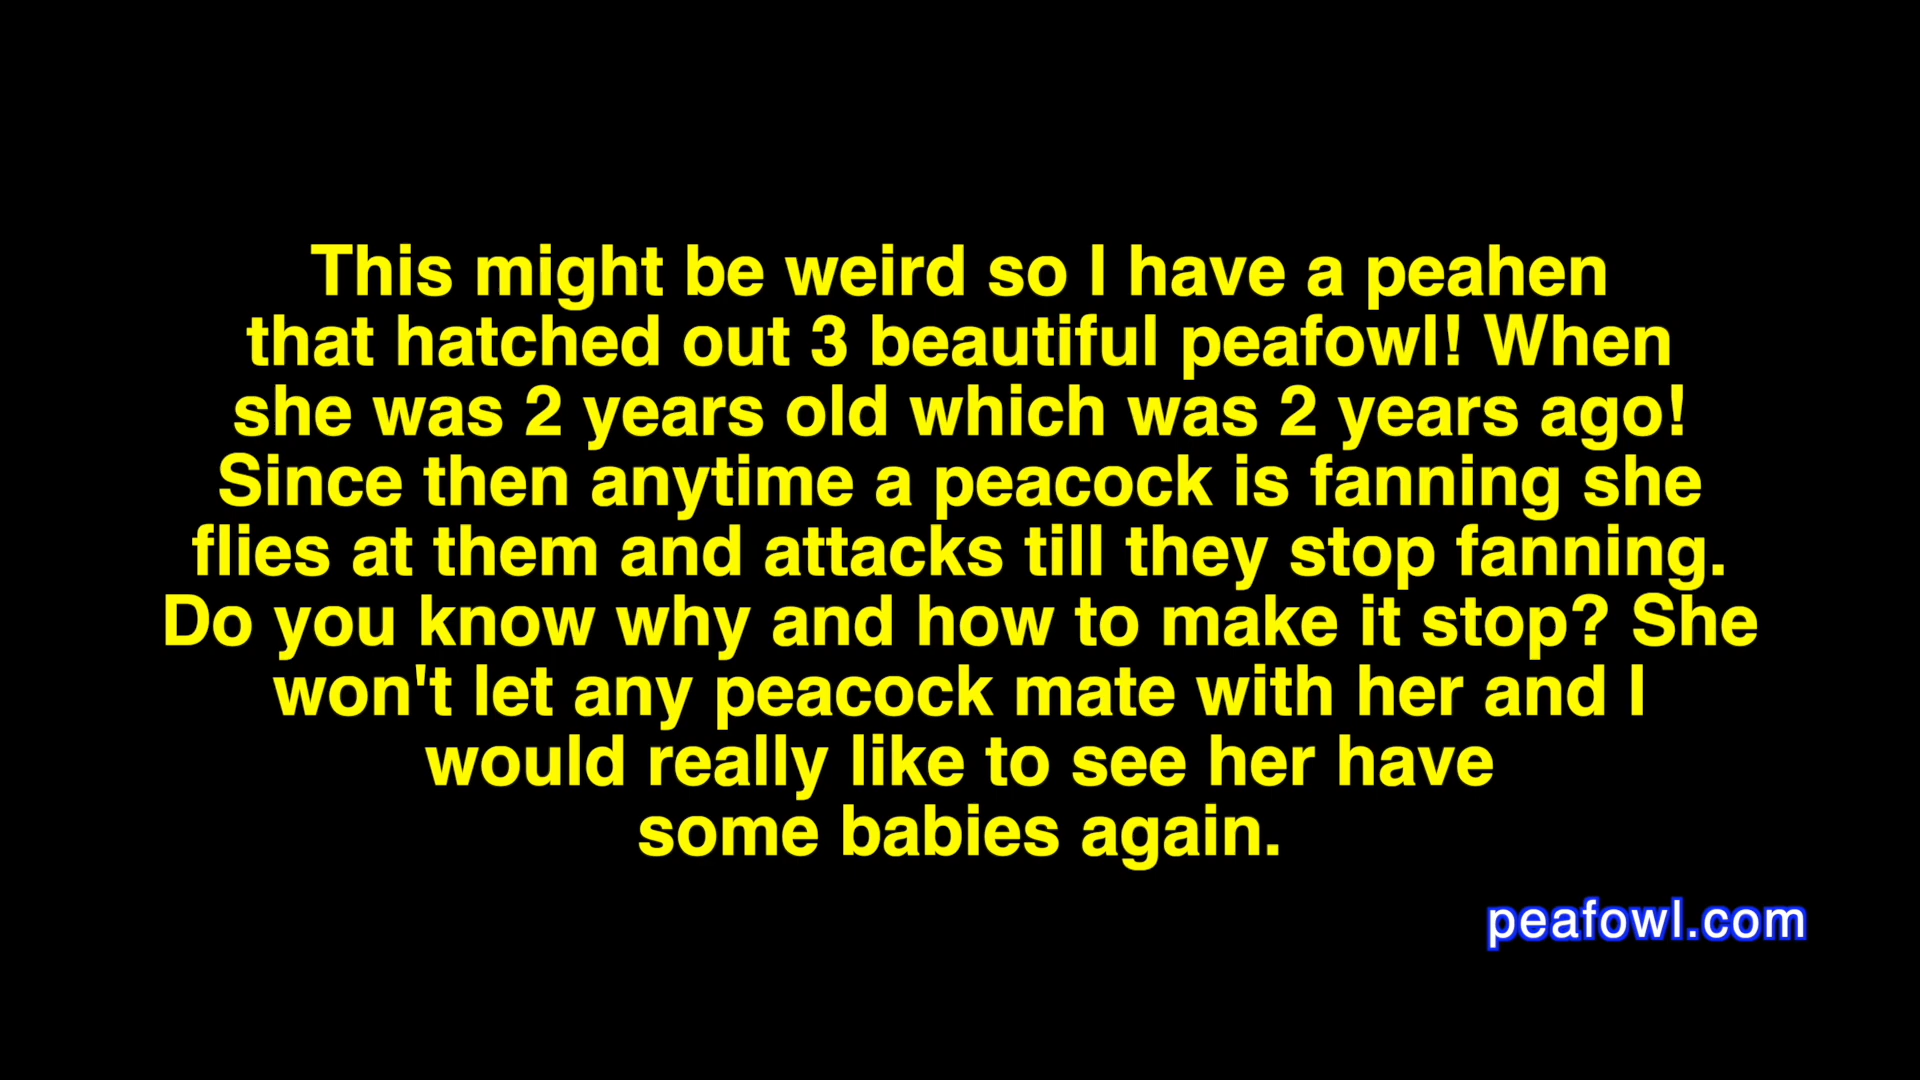 This might be weird so I have a peahen
that hatched out 3 beautiful peafowl! When
she was 2 years old which was 2 years ago!
Since then anytime a peacock is fanning she
flies at them and attacks till they stop fanning.
Do you know why and how to make it stop? She
won't let any peacock mate with her and I
would really like to see her have
some babies again.
peafowl.com